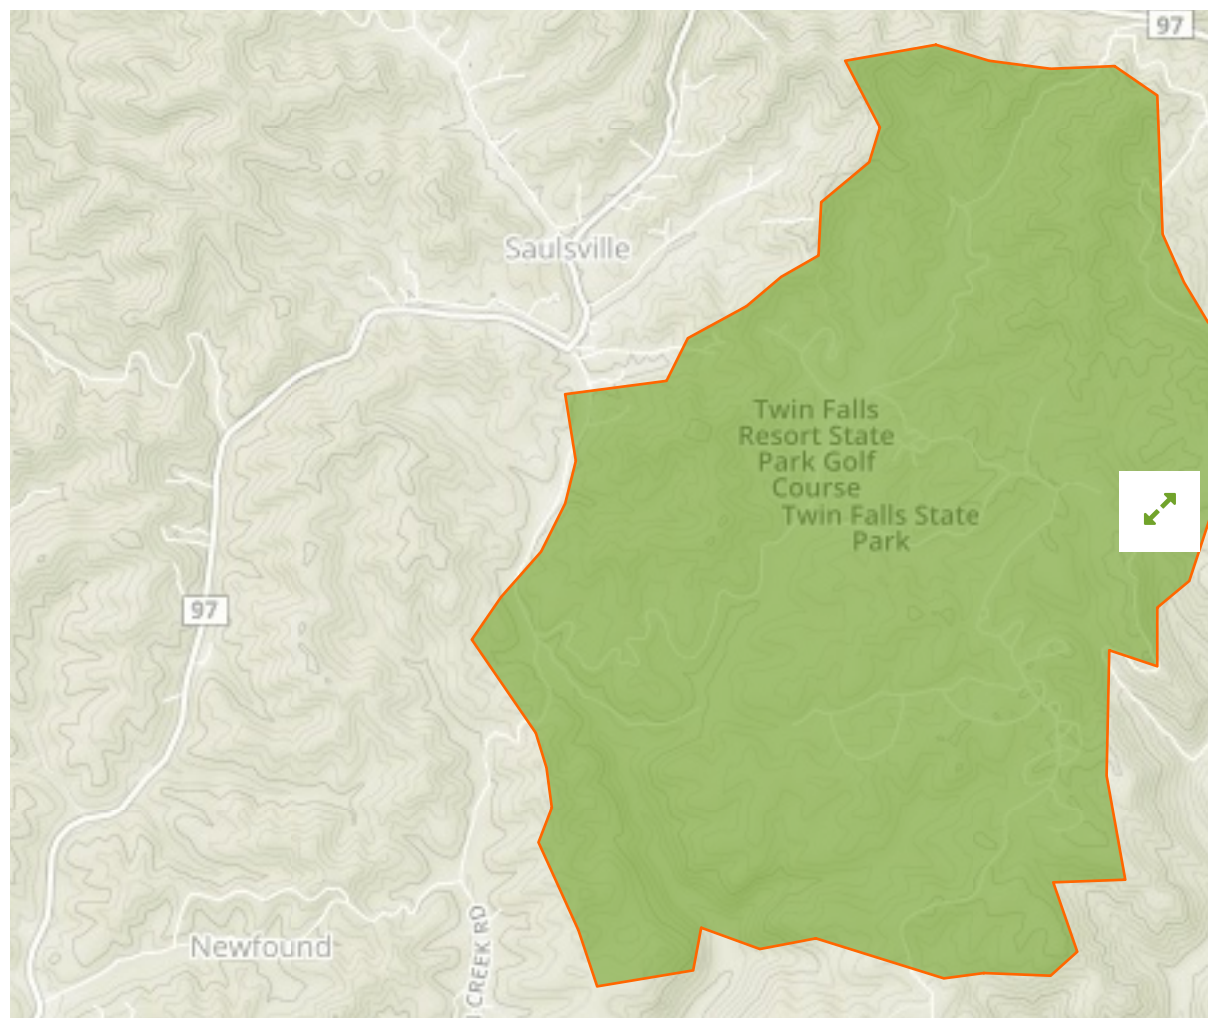 97
Saulsville
Twin Falls
Resort State
Park Golf
Course
Twin Falls State
Park
97
Newfound
CREEK RD